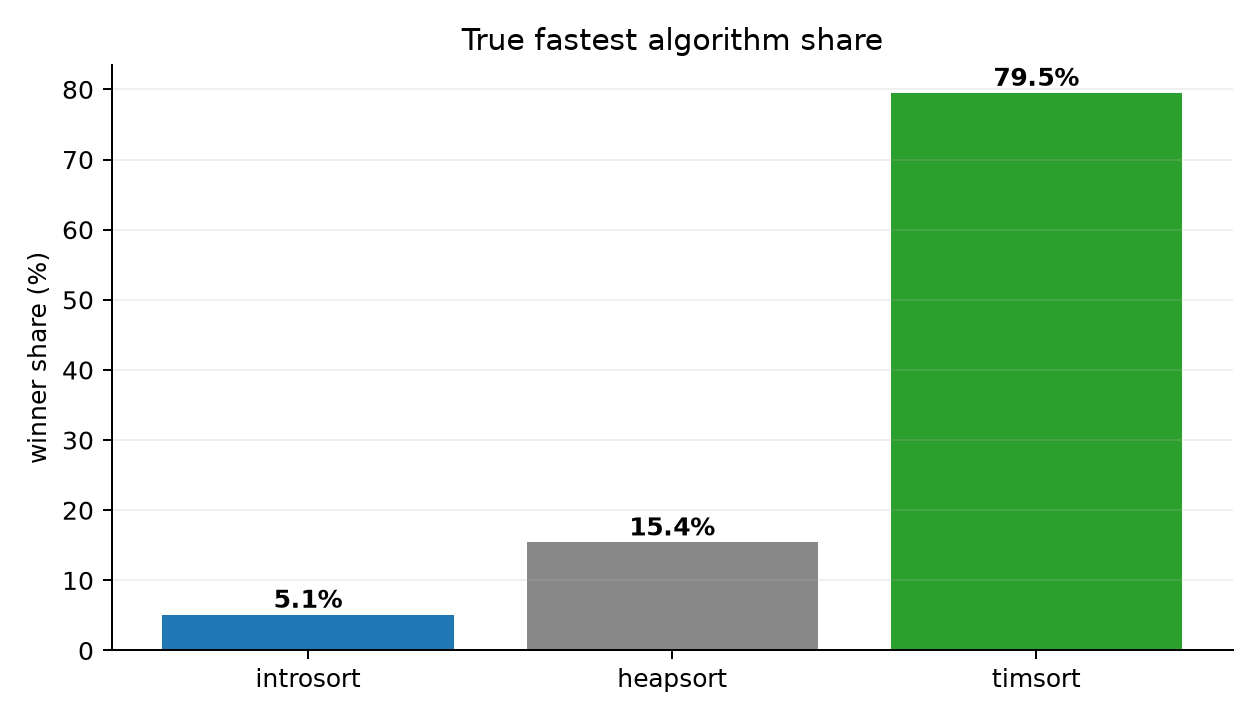 True fastest algorithm share
winner share (%)
80
70
60
50
40
30
20
10
0
5.1%
15.4%
79.5%
introsort
heapsort
timsort